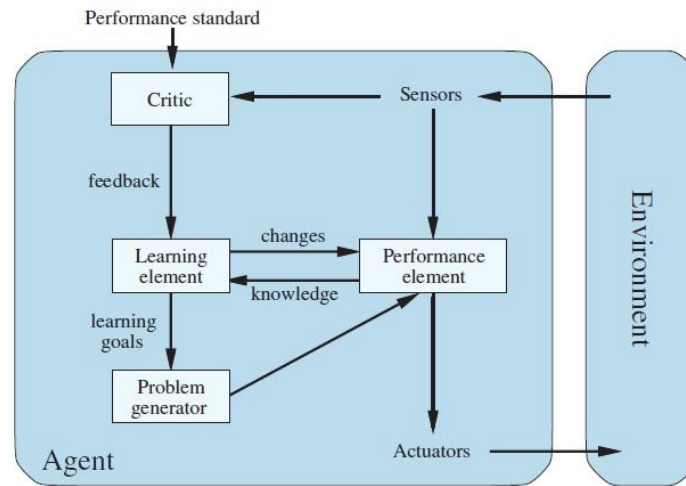 Performance standard
Critic
Sensors
feedback
changes
Learning
element
Performance
element
knowledge
learning
goals
Problem
generator
Agent
Actuators
Environment